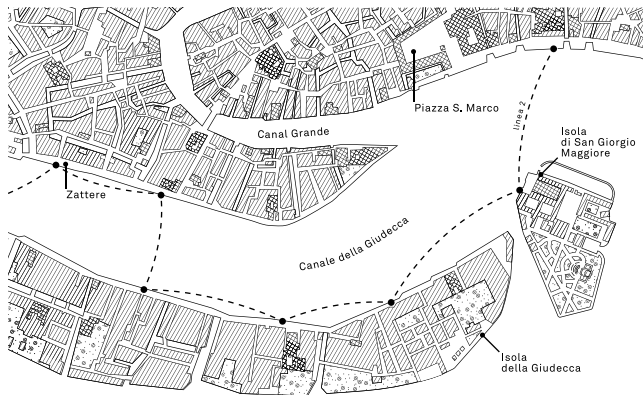 Piazza S. Marco
linea 2
Canal Grande
Isola
di San Giorgio
Maggiore
Zattere
Canale della Giudecca
Isola
della Giudecca